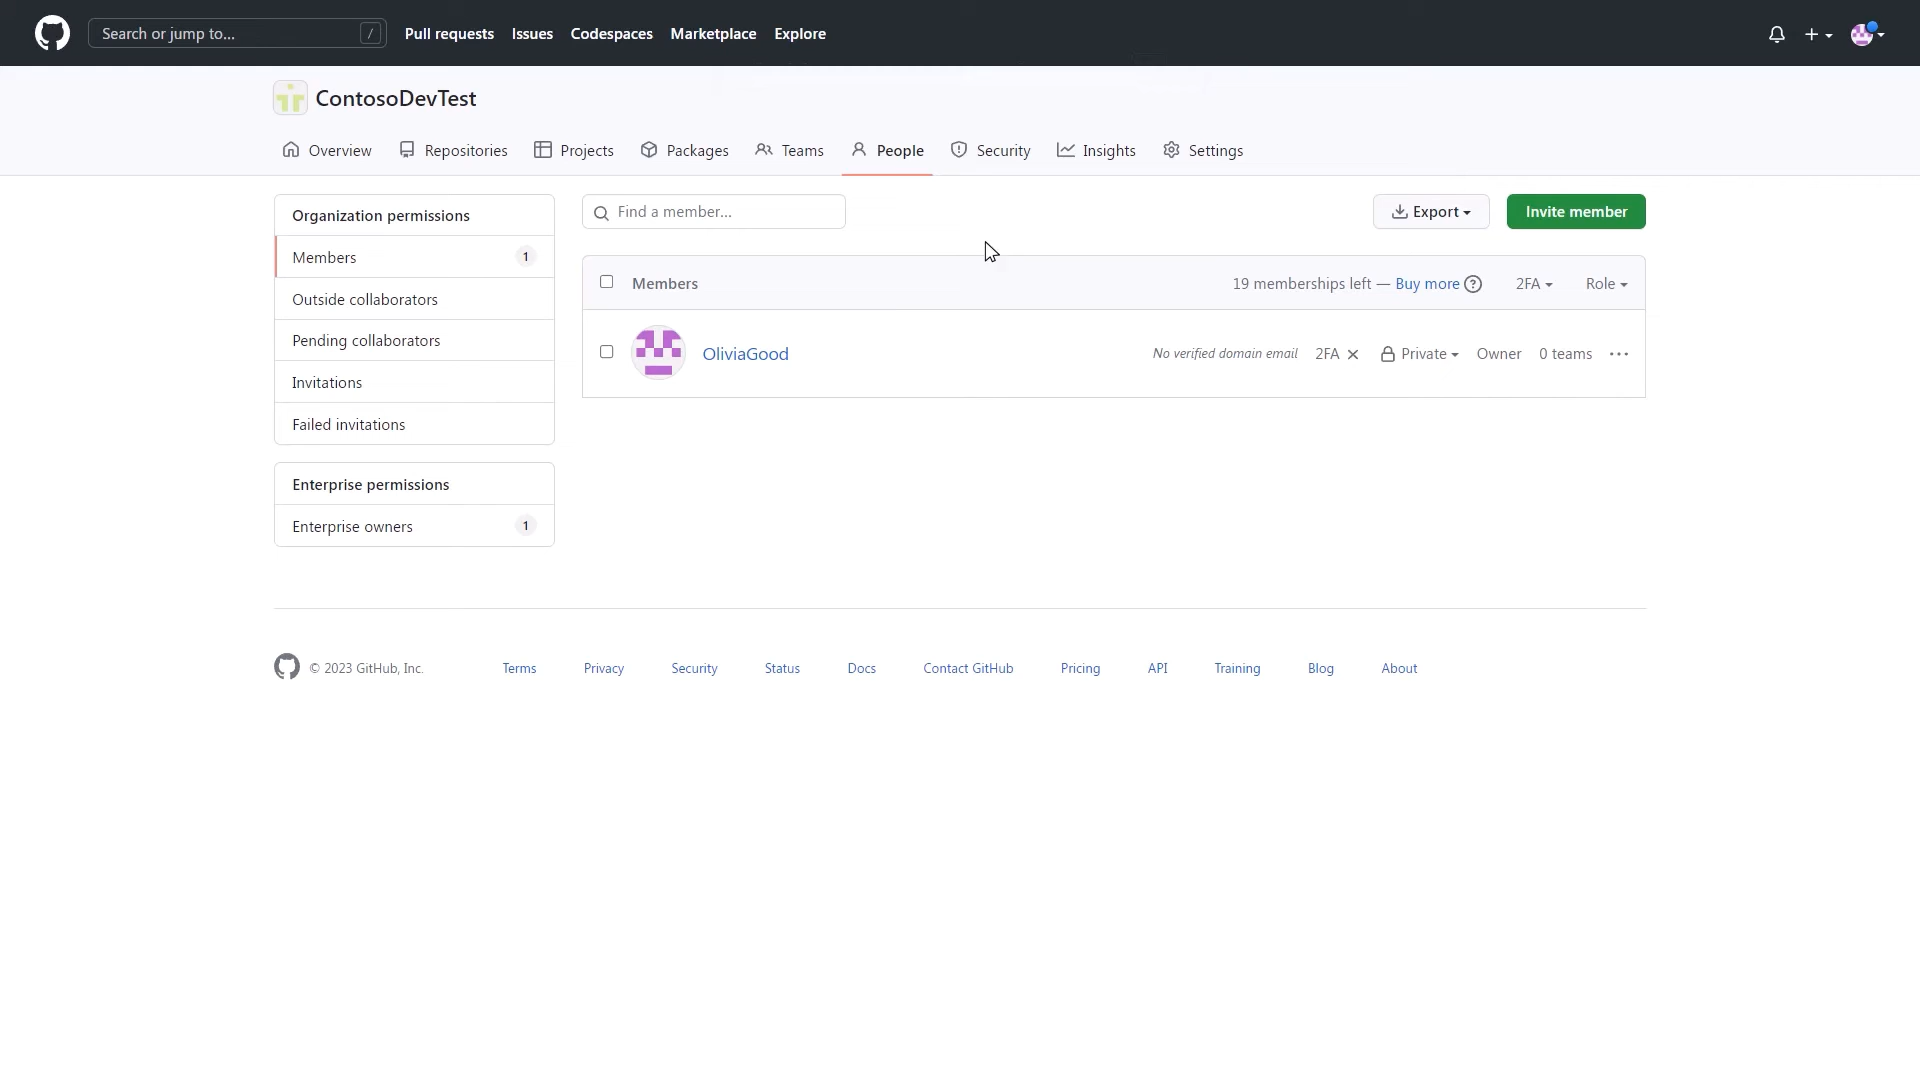 Search or jump to... /
Pull requests Issues Codespaces Marketplace Explore
ContosoDevTest
Overview Repositories Projects Packages Teams People Security Insights Settings
Organization permissions
Members 1
Outside collaborators
Pending collaborators
Invitations
Failed invitations
Enterprise permissions
Enterprise owners 1
Find a member...
Export
Invite member
Members 19 memberships left — Buy more ? 2FA Role
OliviaGood No verified domain email 2FA Private Owner 0 teams
© 2023 GitHub, Inc. Terms Privacy Security Status Docs Contact GitHub Pricing API Training Blog About